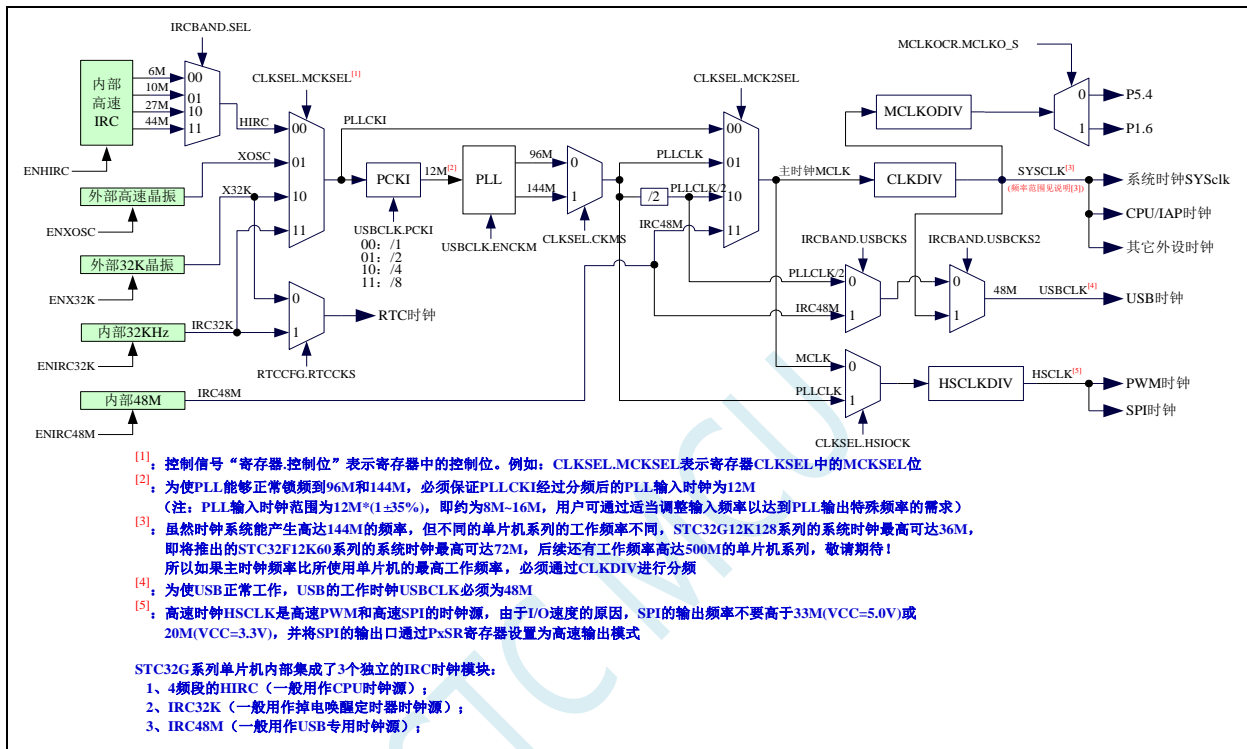 IRCBAND.SEL
MCLKOCR.MCLKO_S
内部
高速
IRC
6M
10M
27M
44M
00
01
10
11
HIRC
CLKSEL.MCKSEL[1]
00
01
10
11
PLLCKI
CLKSEL.MCK2SEL
00
01
10
11
MCLKODIV
0
1
P5.4
P1.6
ENHIRC
XOSC
外部高速晶振
ENXOSC
X32K
外部32K晶振
ENX32K
PCKI
12M[2]
USBCLK.PCKI
00: /1
01: /2
10: /4
11: /8
PLL
USBCLK.ENCKM
96M
144M
0
1
CLKSEL.CKMS
PLLCLK
/2
PLLCLK/2
IRC48M
主时钟MCLK
CLKDIV
SYSCLK[3]
(频率范围见说明[3])
系统时钟SYSclk
CPU/IAP时钟
其它外设时钟
IRCBAND.USBCKS
IRCBAND.USBCKS2
PLLCLK/2
IRC48M
0
1
0
1
48M
USBCLK[4]
USB时钟
内部32KHz
IRC32K
ENIRC32K
0
1
RTC时钟
RTCCFG.RTCCKS
内部48M
IRC48M
ENIRC48M
MCLK
PLLCLK
0
1
CLKSEL.HSIOCK
HSCLKDIV
HSCLK[5]
PWM时钟
SPI时钟
[1]: 控制信号“寄存器.控制位”表示寄存器中的控制位。例如: CLKSEL.MCKSEL表示寄存器CLKSEL中的MCKSEL位
[2]: 为使PLL能够正常锁频到96M和144M，必须保证PLLCKI经过分频后的PLL输入时钟为12M
（注: PLL输入时钟范围为12M*(1±35%)，即约为8M~16M，用户可通过适当调整输入频率以达到PLL输出特殊频率的需求）
[3]: 虽然时钟系统能产生高达144M的频率，但不同的单片机系列的工作频率不同，STC32G12K128系列的系统时钟最高可达36M，
即将推出的STC32F12K60系列的系统时钟最高可达72M，后续还有工作频率高达500M的单片机系列，敬请期待！
所以如果主时钟频率比所使用单片机的最高工作频率，必须通过CLKDIV进行分频
[4]: 为使USB正常工作，USB的工作时钟USBCLK必须为48M
[5]: 高速时钟HSCLK是高速PWM和高速SPI的时钟源，由于I/O速度的原因，SPI的输出频率不要高于33M(VCC=5.0V)或
20M(VCC=3.3V)，并将SPI的输出口通过PxSR寄存器设置为高速输出模式
STC32G系列单片机内部集成了3个独立的IRC时钟模块:
1、4频段的HIRC（一般用作CPU时钟源）;
2、IRC32K（一般用作掉电唤醒定时器时钟源）;
3、IRC48M（一般用作USB专用时钟源）;
STC MCU